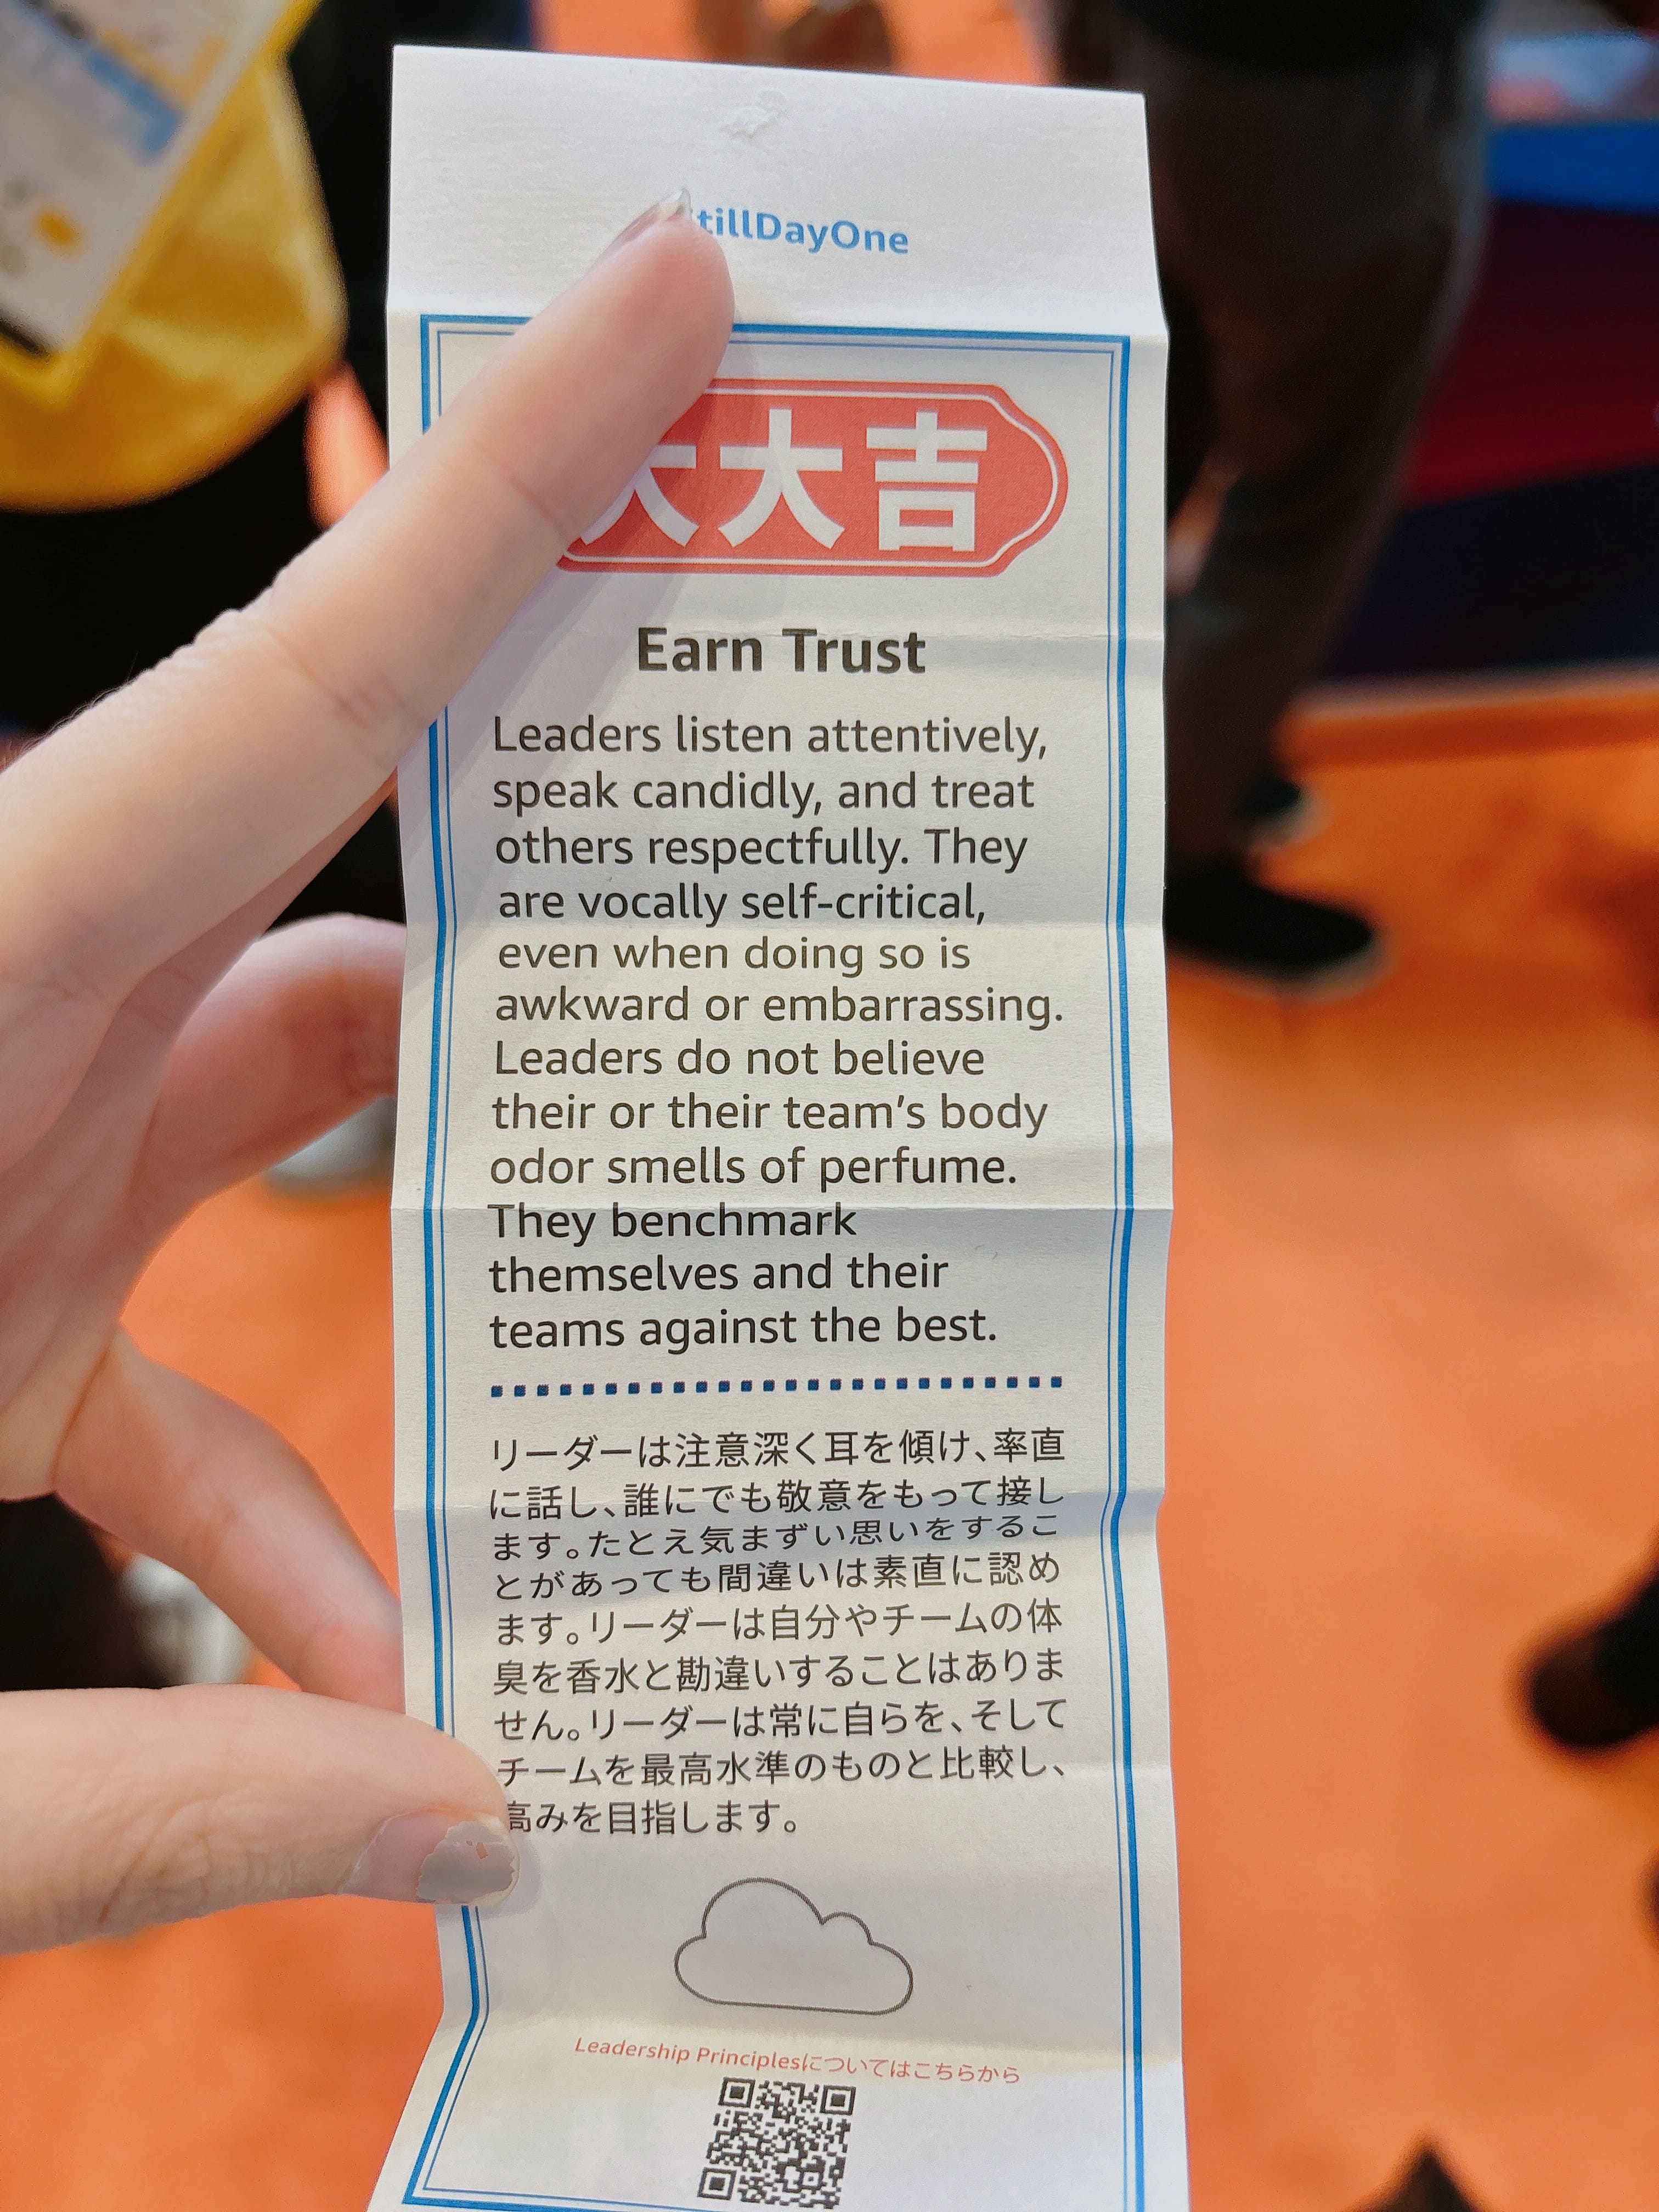 tillDayOne
大大吉
Earn Trust
Leaders listen attentively,
speak candidly, and treat
others respectfully. They
are vocally self-critical,
even when doing so is
awkward or embarrassing.
Leaders do not believe
their or their team’s body
odor smells of perfume.
They benchmark
themselves and their
teams against the best.
リーダーは注意深く耳を傾け、率直
に話し、誰にでも敬意をもって接し
ます。たとえ気まずい思いをするこ
とがあっても間違いは素直に認め
ます。リーダーは自分やチームの体
臭を香水と勘違いすることはありま
せん。リーダーは常に自らを、そして
チームを最高水準のものと比較し、
高みを目指します。
Leadership Principlesについてはこちらから